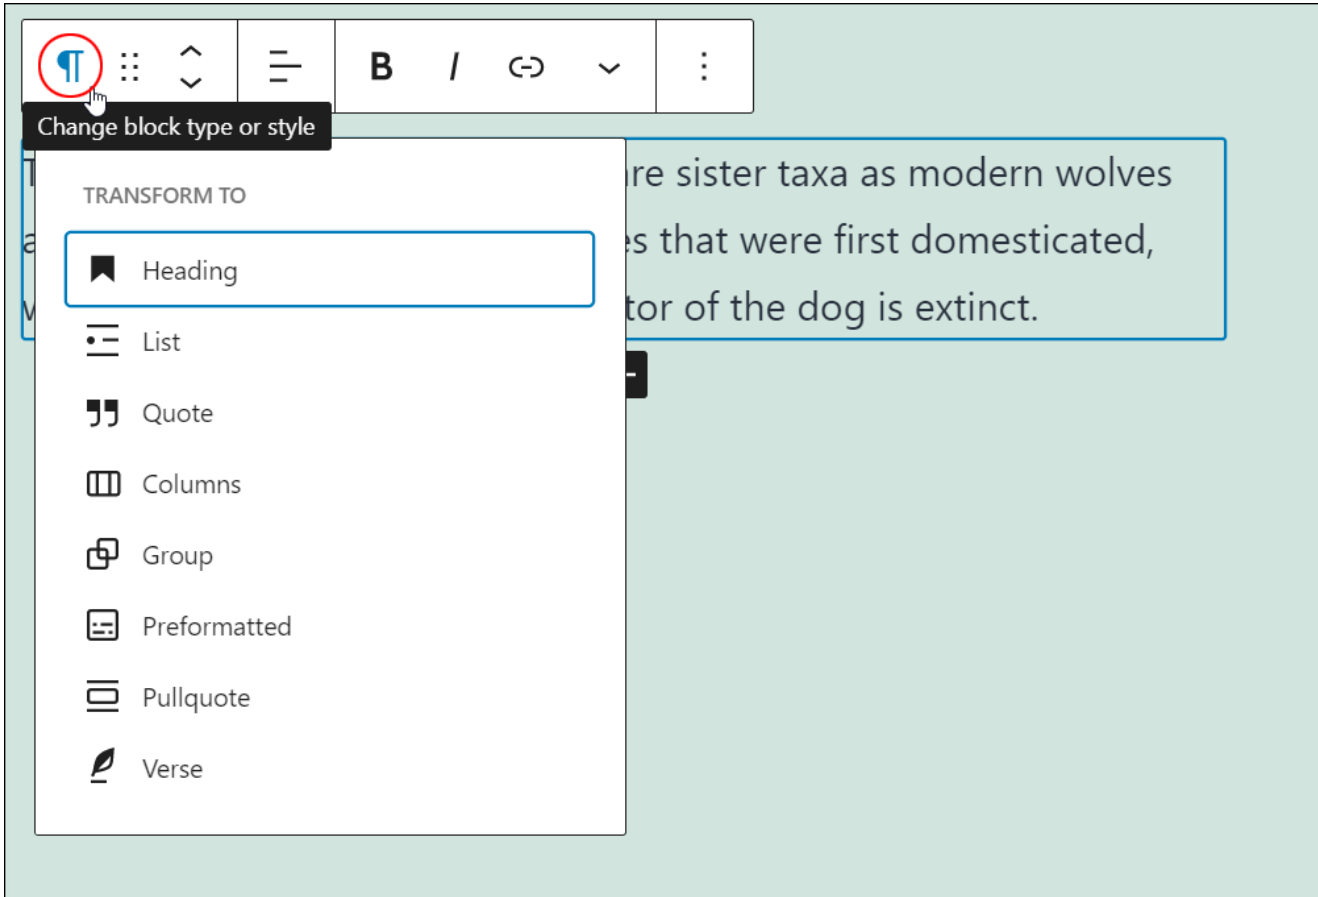 B I
Change block type or style
re sister taxa as modern wolves
s that were first domesticated,
tor of the dog is extinct.
TRANSFORM TO
Heading
List
Quote
Columns
Group
Preformatted
Pullquote
Verse